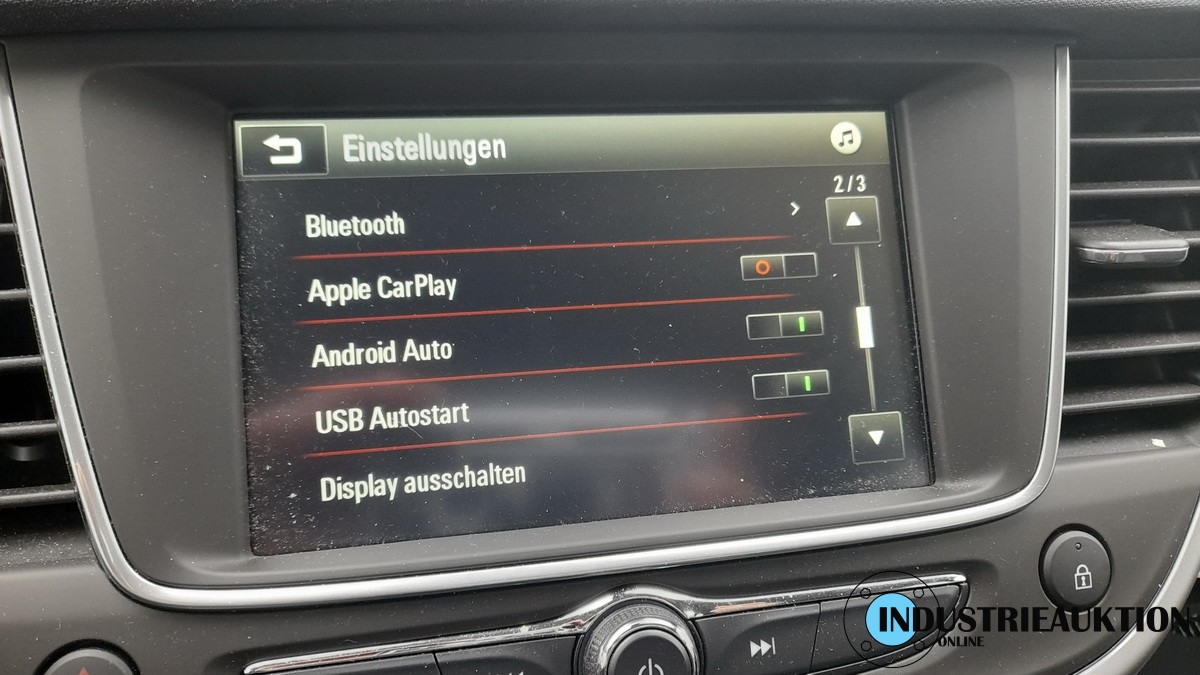 Einstellungen
2/3
Bluetooth
Apple CarPlay
Android Auto
USB Autostart
Display ausschalten
INDUSTRIEAUKTION
ONLINE